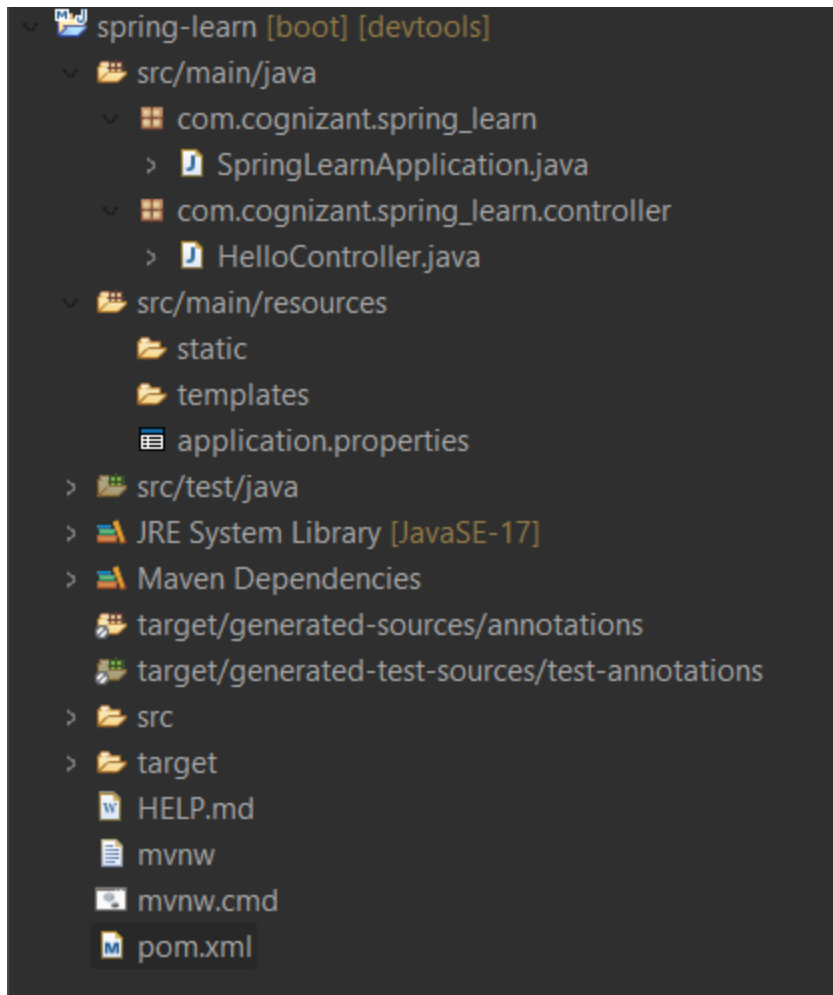 spring-learn [boot] [devtools]
src/main/java
com.cognizant.spring_learn
SpringLearnApplication.java
com.cognizant.spring_learn.controller
HelloController.java
src/main/resources
static
templates
application.properties
src/test/java
JRE System Library [JavaSE-17]
Maven Dependencies
target/generated-sources/annotations
target/generated-test-sources/test-annotations
src
target
HELP.md
mvnw
mvnw.cmd
pom.xml